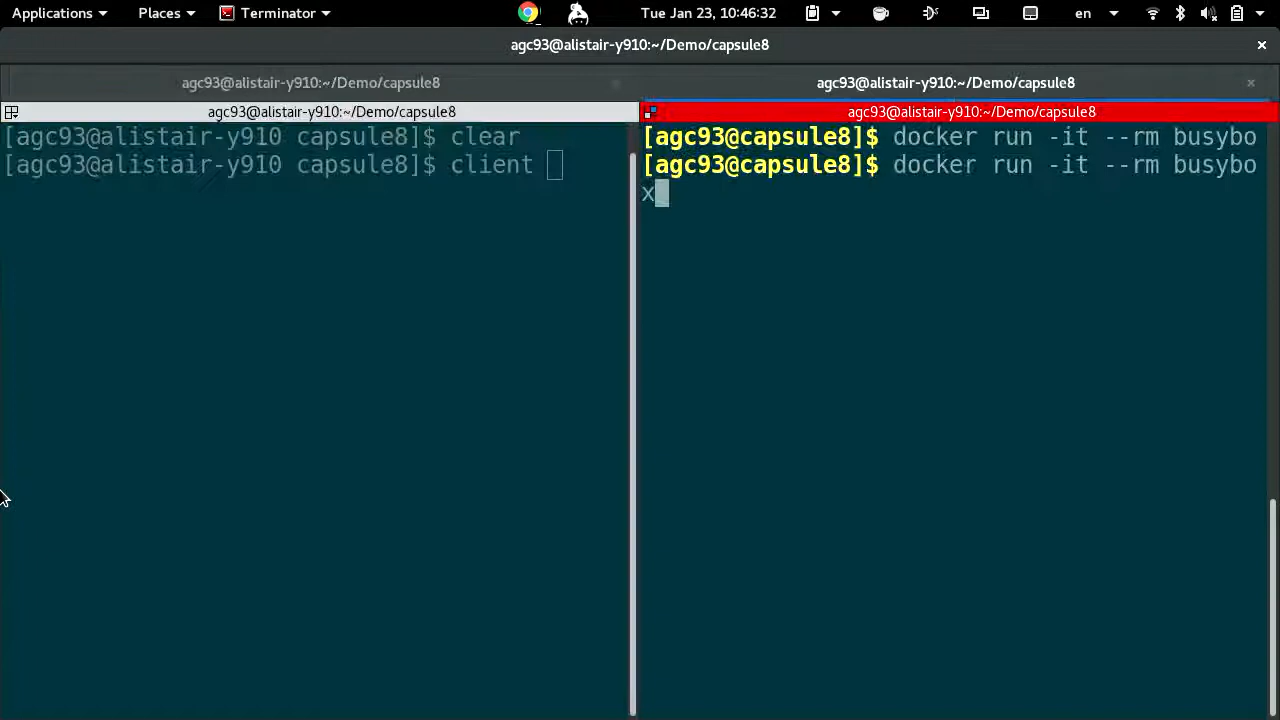 Applications Places Terminator Tue Jan 23, 10:46:32 en
agc93@alistair-y910:~/Demo/capsule8
agc93@alistair-y910:~/Demo/capsule8 agc93@alistair-y910:~/Demo/capsule8
agc93@alistair-y910:~/Demo/capsule8
[agc93@alistair-y910 capsule8]$ clear
[agc93@alistair-y910 capsule8]$ client
agc93@alistair-y910:~/Demo/capsule8
[agc93@capsule8]$ docker run -it --rm busybo
[agc93@capsule8]$ docker run -it --rm busybo
x